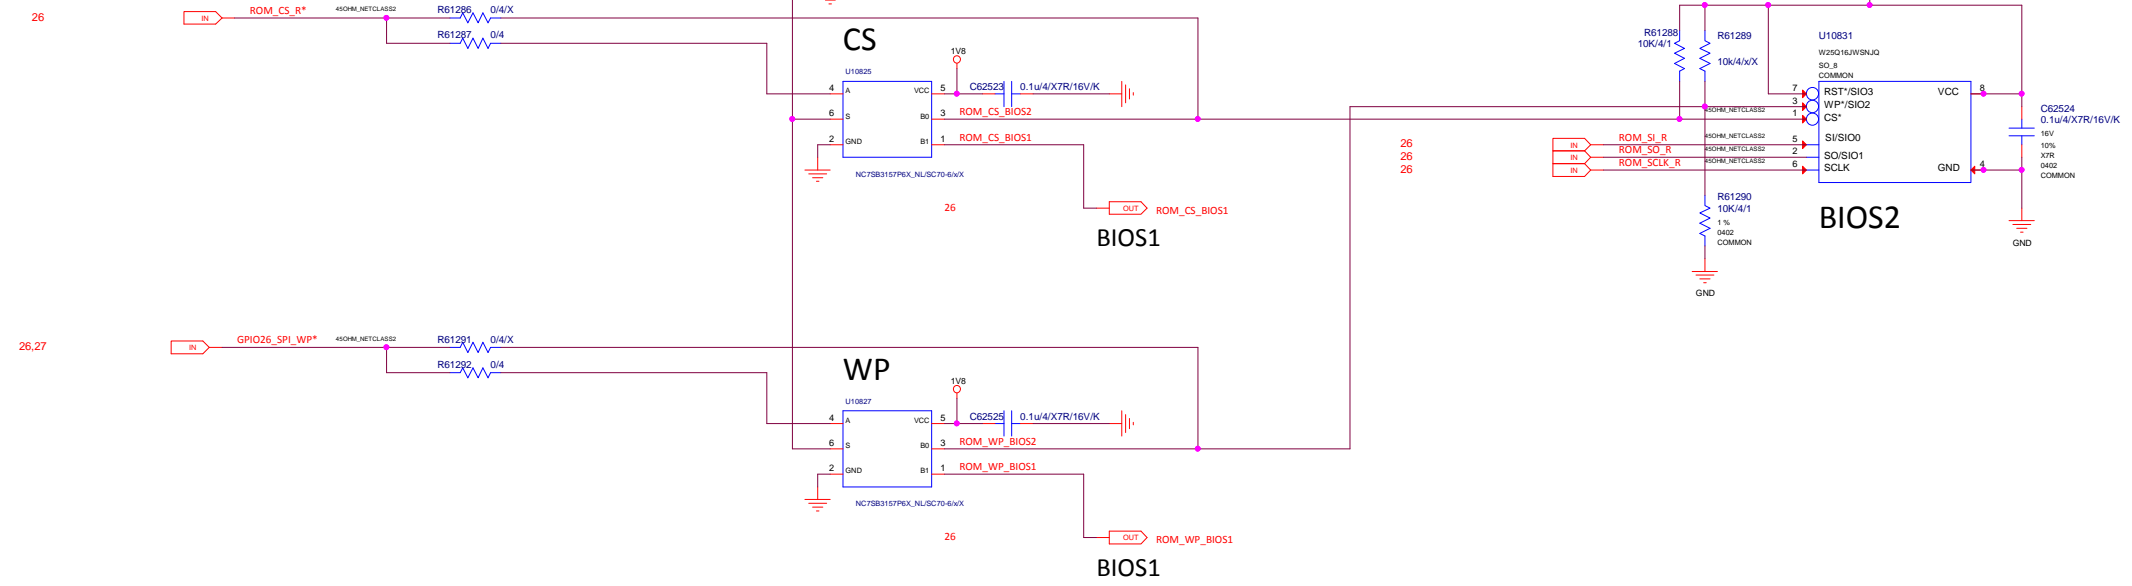 26
IN
ROM_CS_R*
45OHM_NETCLASS2
R61286
0/4/X
R61287
0/4
CS
U10825
4
A
6
S
2
GND
VCC
5
B0
3
B1
1
NC7SB3157P6X_NL/SC70-6/x/X
1V8
C62523
0.1u/4/X7R/16V/K
ROM_CS_BIOS2
ROM_CS_BIOS1
26
OUT
ROM_CS_BIOS1
BIOS1
R61288
10K/4/1
R61289
10k/4/x/X
U10831
W25Q16JWSNJQ
SO_8
COMMON
7
RST*/SIO3
3
WP*/SIO2
1
CS*
5
SI/SIO0
2
SO/SIO1
6
SCLK
VCC
8
GND
4
45OHM_NETCLASS2
45OHM_NETCLASS2
45OHM_NETCLASS2
45OHM_NETCLASS2
26
IN
ROM_SI_R
26
IN
ROM_SO_R
26
IN
ROM_SCLK_R
C62524
0.1u/4/X7R/16V/K
16V
10%
X7R
0402
COMMON
GND
R61290
10K/4/1
1 %
0402
COMMON
GND
BIOS2
26,27
IN
GPIO26_SPI_WP*
45OHM_NETCLASS2
R61291
0/4/X
R61292
0/4
WP
U10827
4
A
6
S
2
GND
VCC
5
B0
3
B1
1
NC7SB3157P6X_NL/SC70-6/x/X
1V8
C62525
0.1u/4/X7R/16V/K
ROM_WP_BIOS2
ROM_WP_BIOS1
26
OUT
ROM_WP_BIOS1
BIOS1